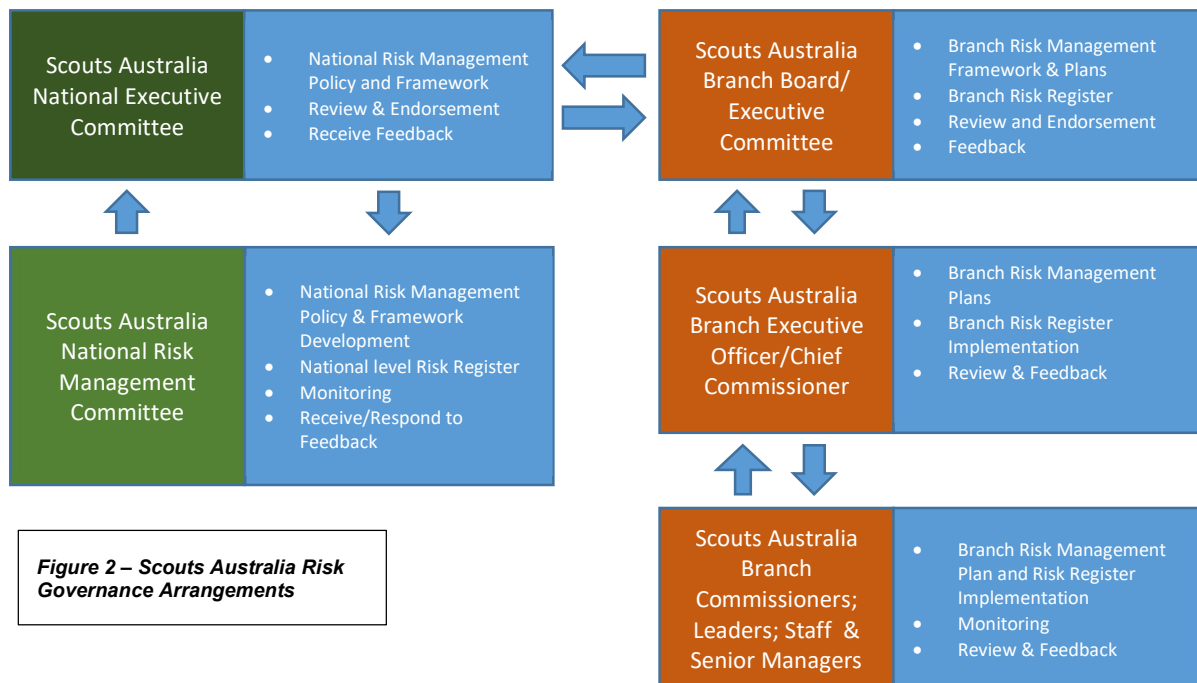 Scouts Australia
National Executive
Committee
• National Risk Management
Policy and Framework
• Review & Endorsement
• Receive Feedback
Scouts Australia
Branch Board/
Executive
Committee
• Branch Risk Management
Framework & Plans
• Branch Risk Register
• Review and Endorsement
• Feedback
Scouts Australia
National Risk
Management
Committee
• National Risk Management
Policy & Framework
Development
• National level Risk Register
• Monitoring
• Receive/Respond to
Feedback
Scouts Australia
Branch Executive
Officer/Chief
Commissioner
• Branch Risk Management
Plans
• Branch Risk Register
Implementation
• Review & Feedback
Scouts Australia
Branch
Commissioners;
Leaders; Staff &
Senior Managers
• Branch Risk Management
Plan and Risk Register
Implementation
• Monitoring
• Review & Feedback
Figure 2 – Scouts Australia Risk
Governance Arrangements